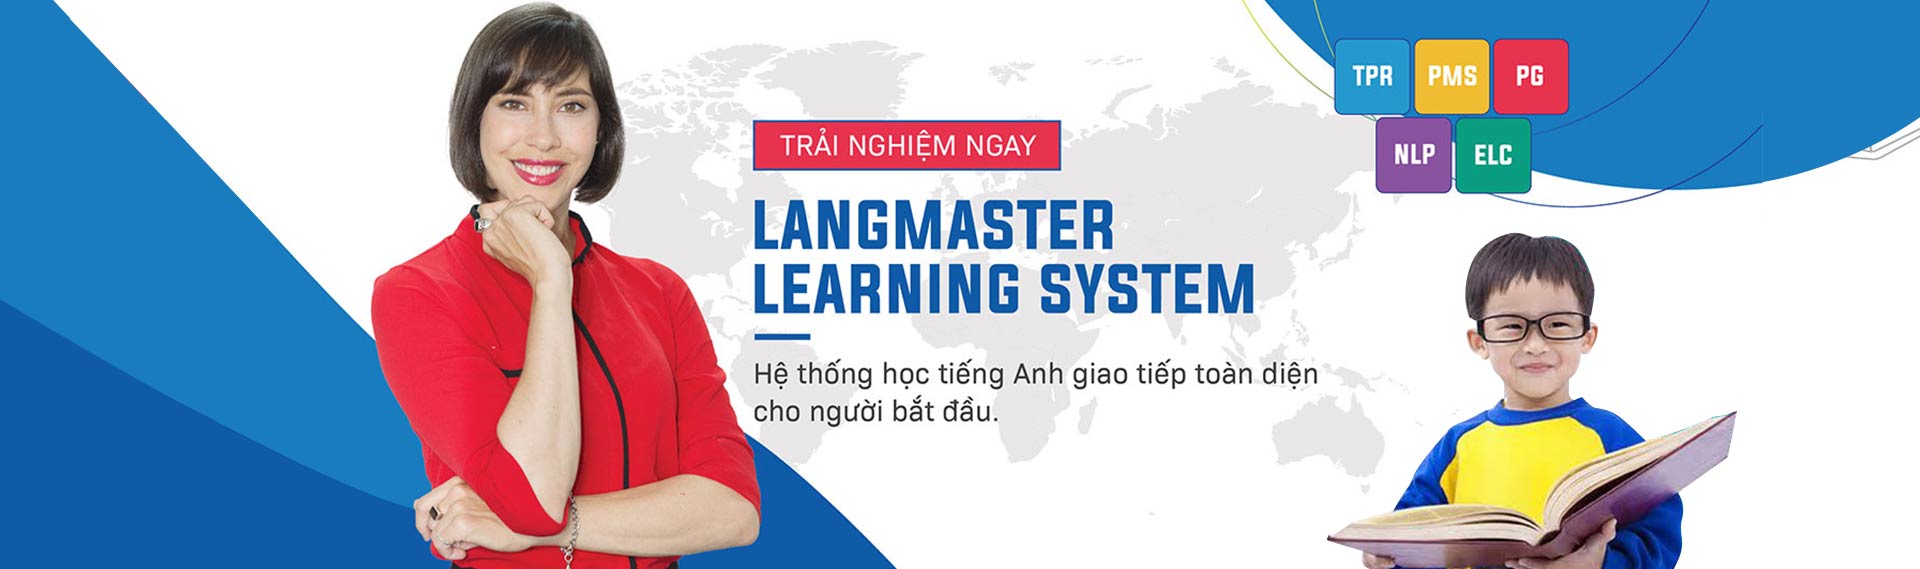 TRẢI NGHIỆM NGAY
LANGMASTER
LEARNING SYSTEM
Hệ thống học tiếng Anh giao tiếp toàn diện
cho người bắt đầu.
TPR PMS PG
NLP ELC